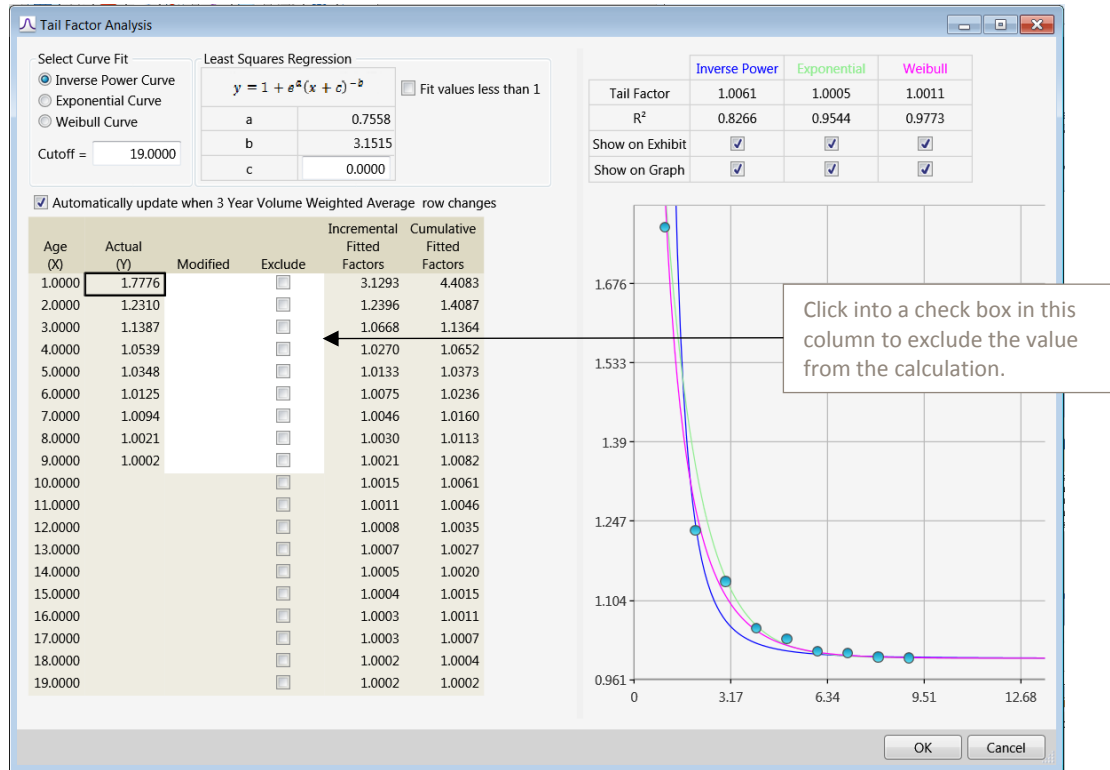 Tail Factor Analysis
Select Curve Fit
Inverse Power Curve
Exponential Curve
Weibull Curve
Cutoff = 19.0000
Least Squares Regression
y = 1 + e^a(x + c)^-b
a 0.7558
b 3.1515
c 0.0000
Fit values less than 1
Inverse Power Exponential Weibull
Tail Factor 1.0061 1.0005 1.0011
R² 0.8266 0.9544 0.9773
Show on Exhibit
Show on Graph
Automatically update when 3 Year Volume Weighted Average row changes
Incremental Cumulative
Age Actual Fitted Fitted
(X) (Y) Modified Exclude Factors Factors
1.0000 1.7776 3.1293 4.4083
2.0000 1.2310 1.2396 1.4087
3.0000 1.1387 1.0668 1.1364
4.0000 1.0539 1.0270 1.0652
5.0000 1.0348 1.0133 1.0373
6.0000 1.0125 1.0075 1.0236
7.0000 1.0094 1.0046 1.0160
8.0000 1.0021 1.0030 1.0113
9.0000 1.0002 1.0021 1.0082
10.0000 1.0015 1.0061
11.0000 1.0011 1.0046
12.0000 1.0008 1.0035
13.0000 1.0007 1.0027
14.0000 1.0005 1.0020
15.0000 1.0004 1.0015
16.0000 1.0003 1.0011
17.0000 1.0003 1.0007
18.0000 1.0002 1.0004
19.0000 1.0002 1.0002
1.676
1.533
1.39
1.247
1.104
0.961
0 3.17 6.34 9.51 12.68
Click into a check box in this
column to exclude the value
from the calculation.
OK Cancel